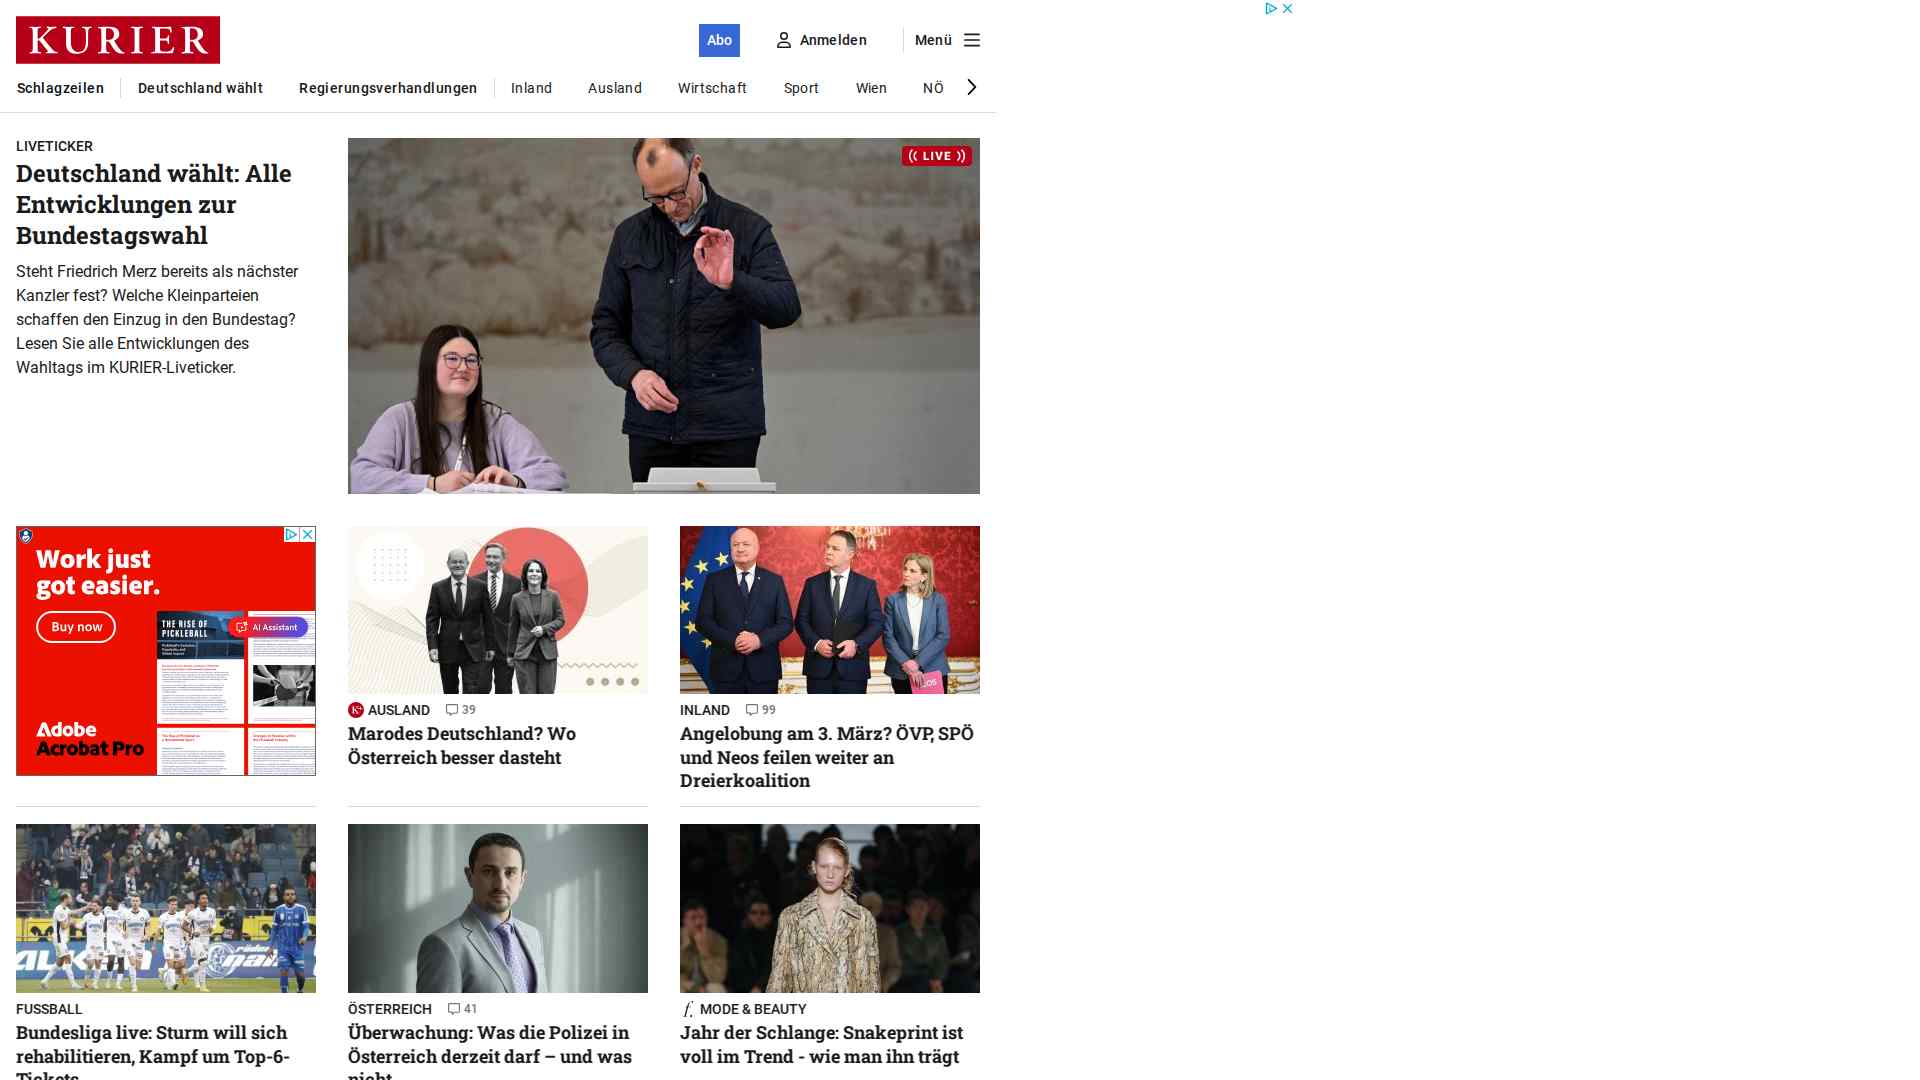 KURIER
Abo
Anmelden
Menü
Schlagzeilen
Deutschland wählt
Regierungsverhandlungen
Inland
Ausland
Wirtschaft
Sport
Wien
NÖ
LIVETICKER
Deutschland wählt: Alle
Entwicklungen zur
Bundestagswahl
Steht Friedrich Merz bereits als nächster
Kanzler fest? Welche Kleinparteien
schaffen den Einzug in den Bundestag?
Lesen Sie alle Entwicklungen des
Wahltags im KURIER-Liveticker.
LIVE
Work just
got easier.
Buy now
THE RISE OF
PICKLEBALL
AI Assistant
Adobe
Acrobat Pro
AUSLAND 39
Marodes Deutschland? Wo
Österreich besser dasteht
INLAND 99
Angelobung am 3. März? ÖVP, SPÖ
und Neos feilen weiter an
Dreierkoalition
FUSSBALL
Bundesliga live: Sturm will sich
rehabilitieren, Kampf um Top-6-
Tickets
ÖSTERREICH 41
Überwachung: Was die Polizei in
Österreich derzeit darf – und was
nicht
MODE & BEAUTY
Jahr der Schlange: Snakeprint ist
voll im Trend - wie man ihn trägt